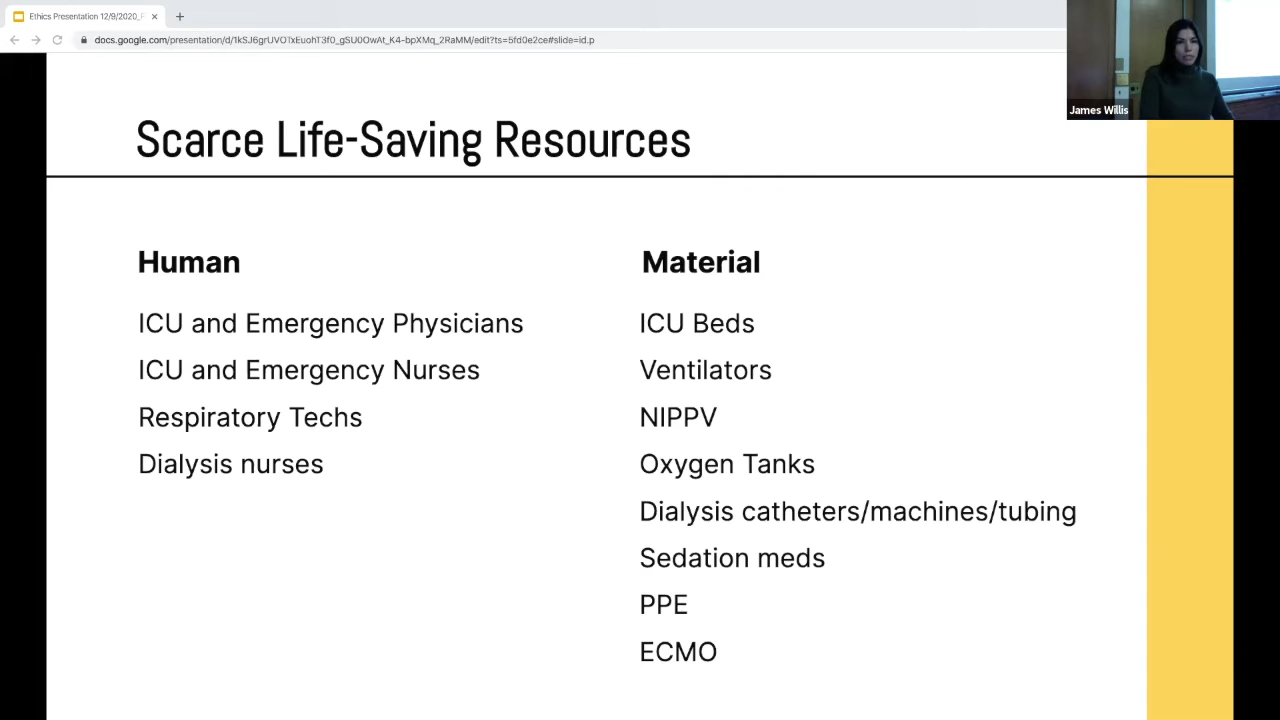 Ethics Presentation 12/9/2020_F
docs.google.com/presentation/d/1kSJ6grUVOTxEuohT3f0_gSU0OwAt_K4-bpXMq_2RaMM/edit?ts=5fd0e2ce#slide=id.p
James Willis
Scarce Life-Saving Resources
Human
ICU and Emergency Physicians
ICU and Emergency Nurses
Respiratory Techs
Dialysis nurses
Material
ICU Beds
Ventilators
NIPPV
Oxygen Tanks
Dialysis catheters/machines/tubing
Sedation meds
PPE
ECMO